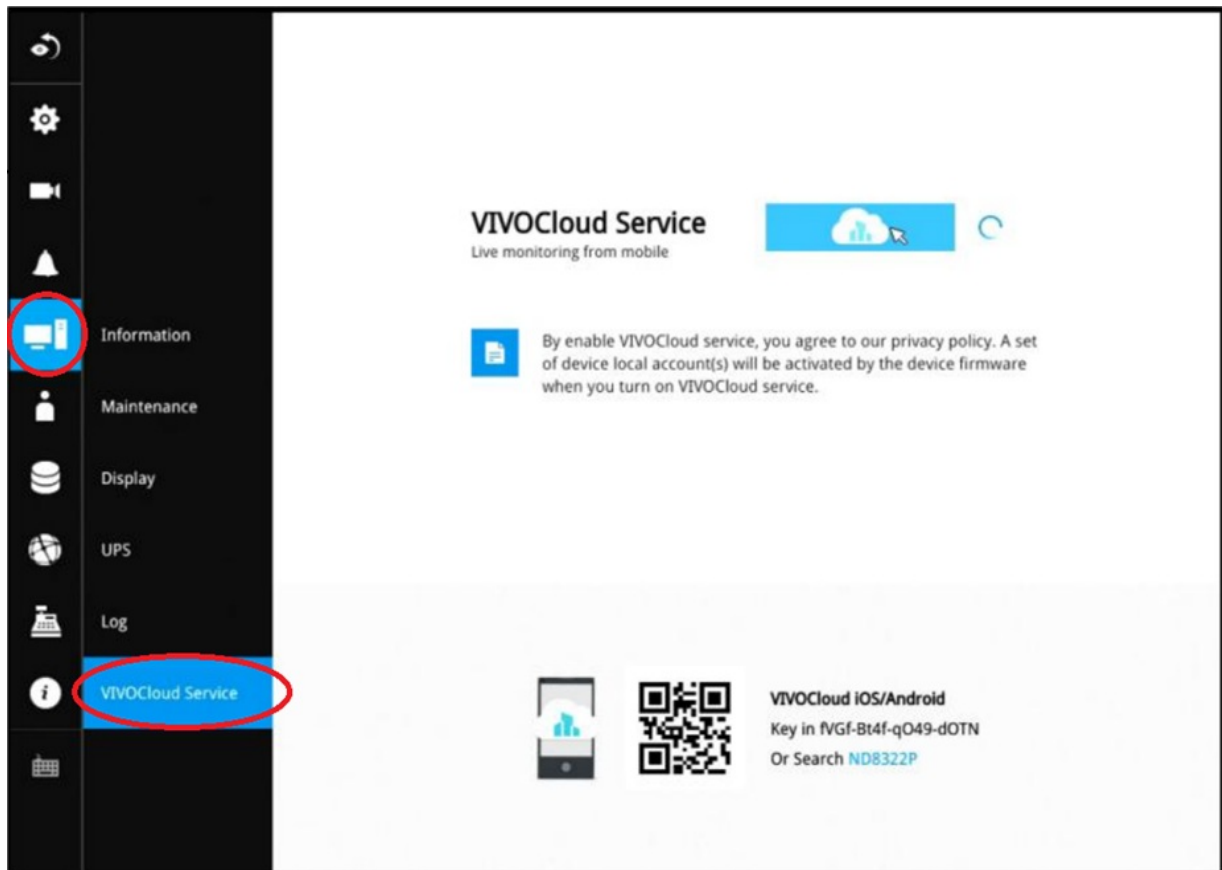 VIVOCloud Service
Live monitoring from mobile
By enable VIVOCloud service, you agree to our privacy policy. A set
of device local account(s) will be activated by the device firmware
when you turn on VIVOCloud service.
Information
Maintenance
Display
UPS
Log
VIVOCloud Service
VIVOCloud iOS/Android
Key in fVGf-Bt4f-qO49-dOTN
Or Search ND8322P